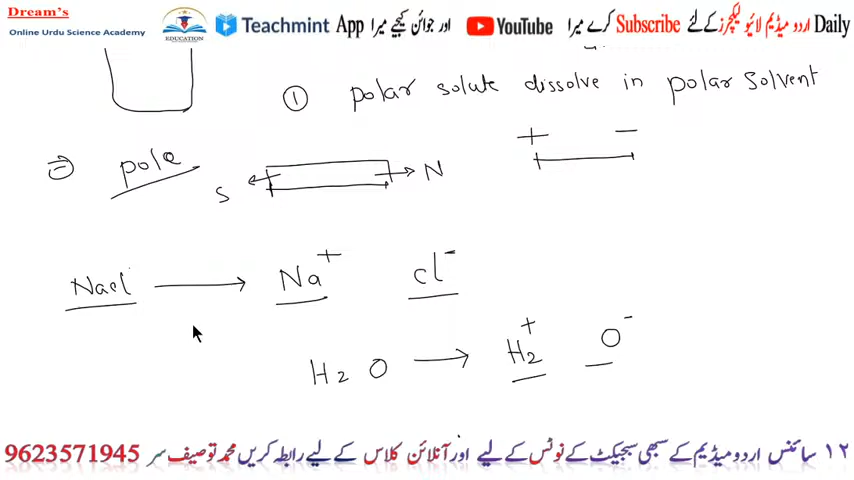 Dream's
Online Urdu Science Academy
EDUCATION
Teachmint App اور جوائن کیجیے میرا YouTube کرے میرا Subscribe اردو میڈیم لائیو لیکچرز کے لئے Daily
① polar solute dissolve in polar solvent
⇒ pole S N + −
Nacl → Na+ cl-
H2O → H2+ O-
۱۲ سائنس اردو میڈیم کے سبھی سبجیکٹ کے نوٹس کے لیے اور آنلائن کلاس کے لیے رابطہ کریں محمد توصیف سر 9623571945